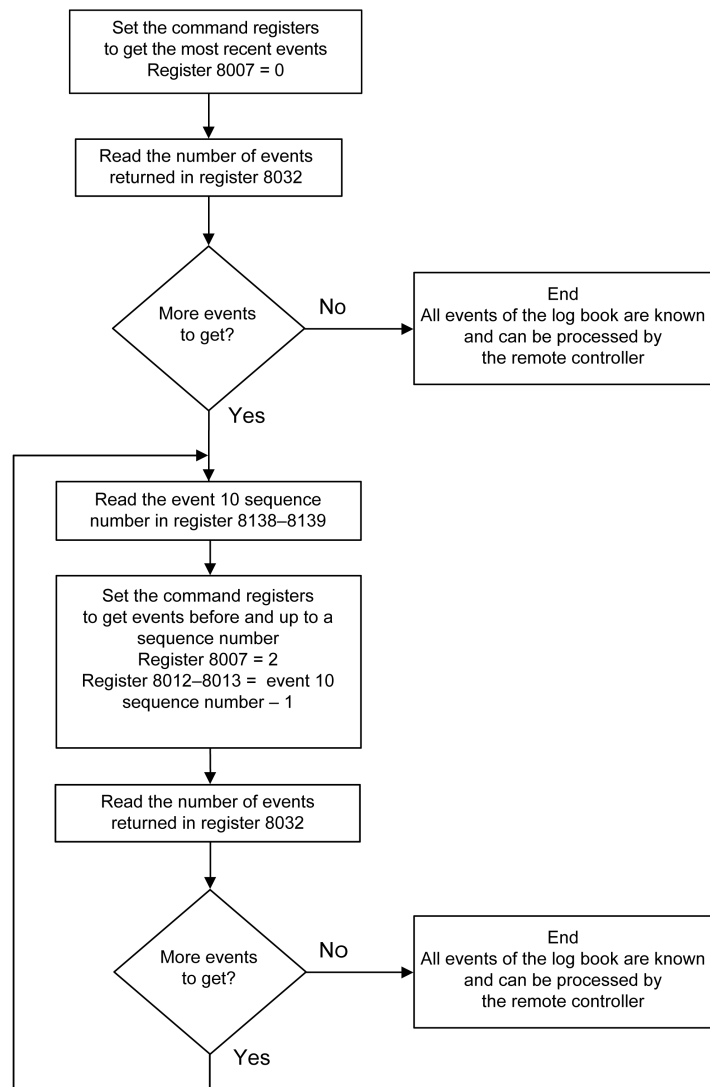 Set the command registers
to get the most recent events
Register 8007 = 0
Read the number of events
returned in register 8032
More events
to get?
No
End
All events of the log book are known
and can be processed by
the remote controller
Yes
Read the event 10 sequence
number in register 8138–8139
Set the command registers
to get events before and up to a
sequence number
Register 8007 = 2
Register 8012–8013 = event 10
sequence number – 1
Read the number of events
returned in register 8032
More events
to get?
No
End
All events of the log book are known
and can be processed by
the remote controller
Yes